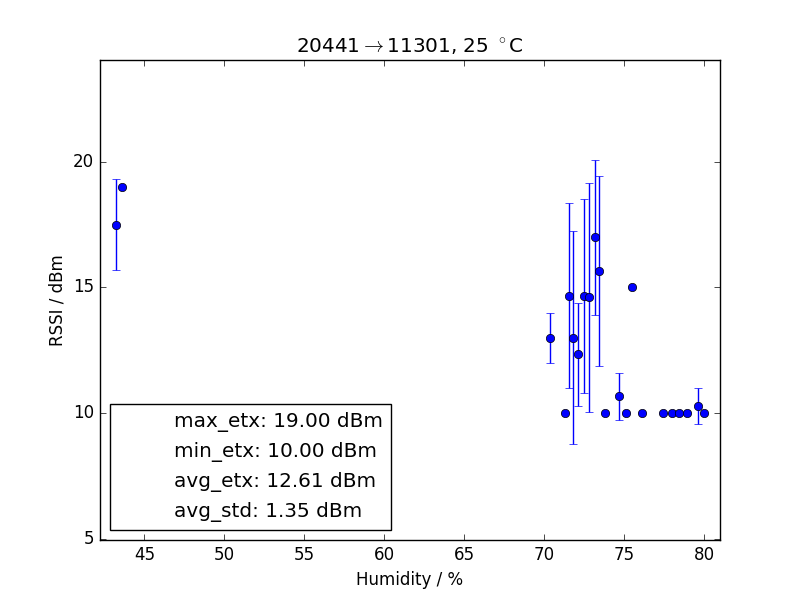 20441→11301, 25 °C
RSSI / dBm
20
15
10
5
max_etx: 19.00 dBm
min_etx: 10.00 dBm
avg_etx: 12.61 dBm
avg_std: 1.35 dBm
45 50 55 60 65 70 75 80
Humidity / %